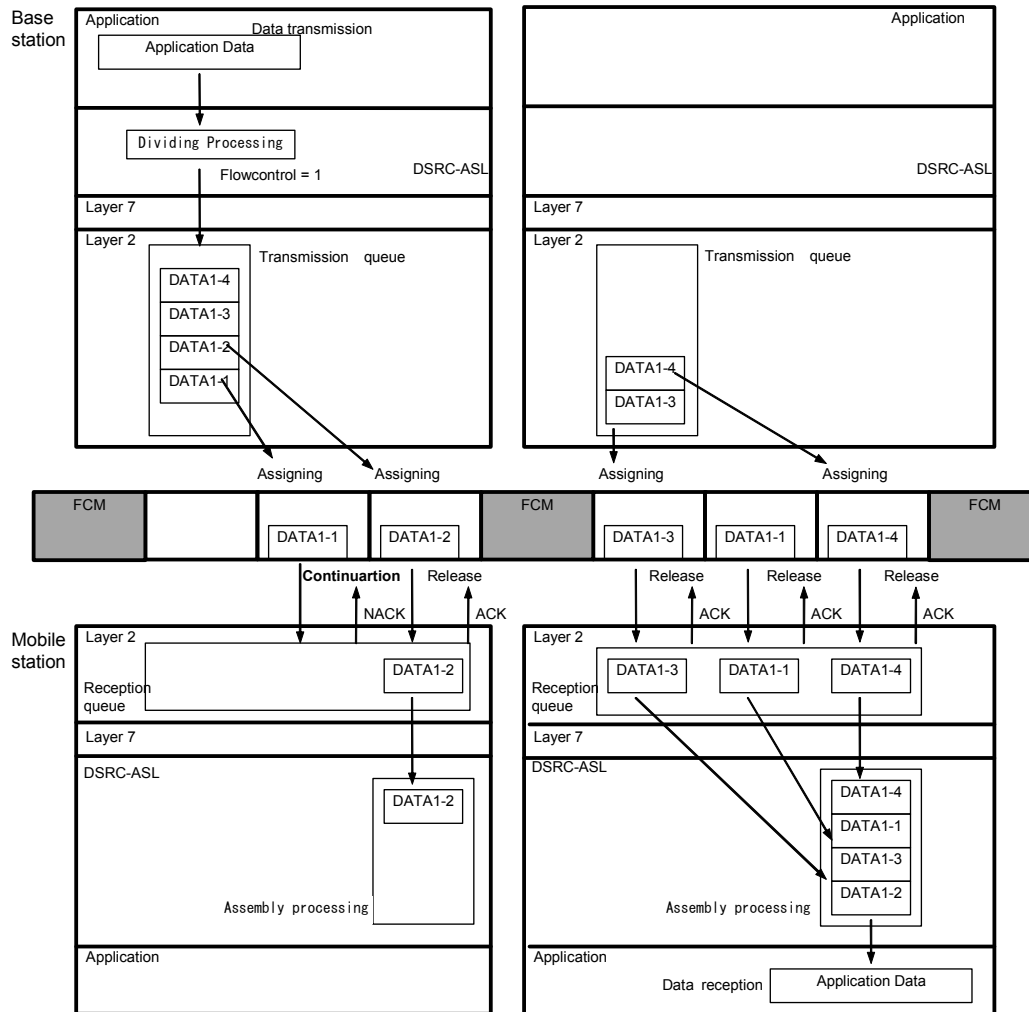 Base
station
Application
Data transmission
Application Data
Dividing Processing
DSRC-ASL
Flowcontrol = 1
Layer 7
Layer 2
Transmission queue
DATA1-4
DATA1-3
DATA1-2
DATA1-1
Application
DSRC-ASL
Layer 7
Layer 2
Transmission queue
DATA1-4
DATA1-3
Assigning
Assigning
Assigning
Assigning
FCM
DATA1-1
DATA1-2
FCM
DATA1-3
DATA1-1
DATA1-4
FCM
Continuartion
Release
Release
Release
Release
NACK
ACK
ACK
ACK
ACK
Mobile
station
Layer 2
DATA1-2
Reception
queue
Layer 7
DSRC-ASL
DATA1-2
Assembly processing
Application
Layer 2
DATA1-3
DATA1-1
DATA1-4
Reception
queue
Layer 7
DSRC-ASL
DATA1-4
DATA1-1
DATA1-3
DATA1-2
Assembly processing
Application
Data reception
Application Data